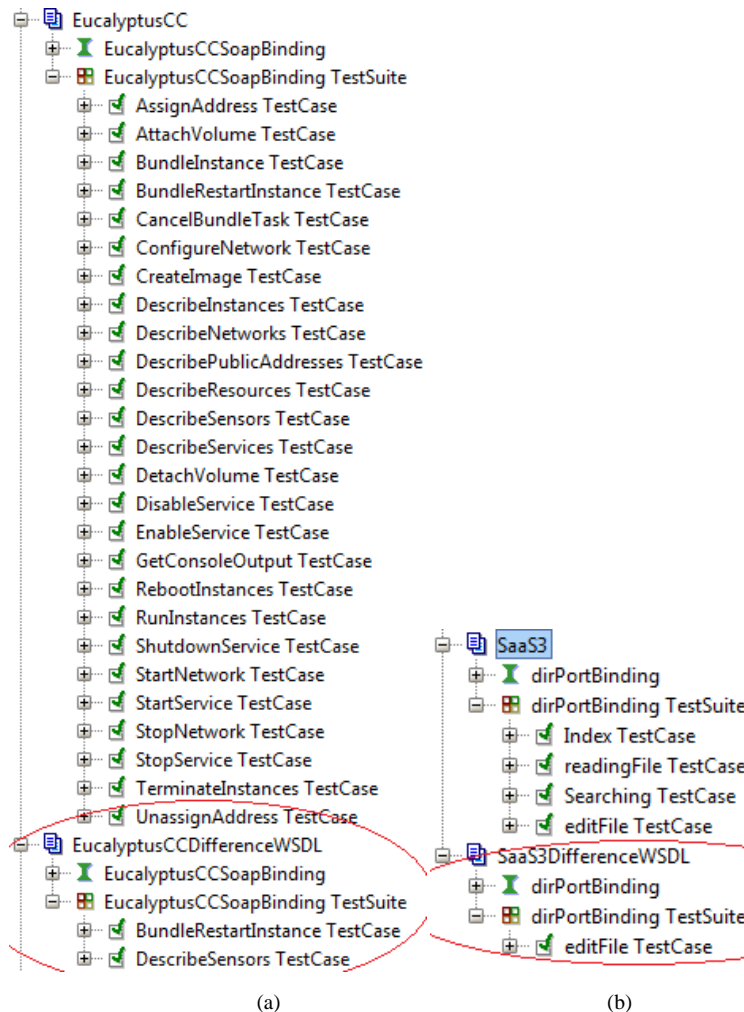 EucalyptusCC
EucalyptusCCSoapBinding
EucalyptusCCSoapBinding TestSuite
AssignAddress TestCase
AttachVolume TestCase
BundleInstance TestCase
BundleRestartInstance TestCase
CancelBundleTask TestCase
ConfigureNetwork TestCase
CreateImage TestCase
DescribeInstances TestCase
DescribeNetworks TestCase
DescribePublicAddresses TestCase
DescribeResources TestCase
DescribeSensors TestCase
DescribeServices TestCase
DetachVolume TestCase
DisableService TestCase
EnableService TestCase
GetConsoleOutput TestCase
RebootInstances TestCase
RunInstances TestCase
ShutdownService TestCase
StartNetwork TestCase
StartService TestCase
StopNetwork TestCase
StopService TestCase
TerminateInstances TestCase
UnassignAddress TestCase
EucalyptusCCDifferenceWSDL
EucalyptusCCSoapBinding
EucalyptusCCSoapBinding TestSuite
BundleRestartInstance TestCase
DescribeSensors TestCase
(a)
SaaS3
dirPortBinding
dirPortBinding TestSuite
Index TestCase
readingFile TestCase
Searching TestCase
editFile TestCase
SaaS3DifferenceWSDL
dirPortBinding
dirPortBinding TestSuite
editFile TestCase
(b)